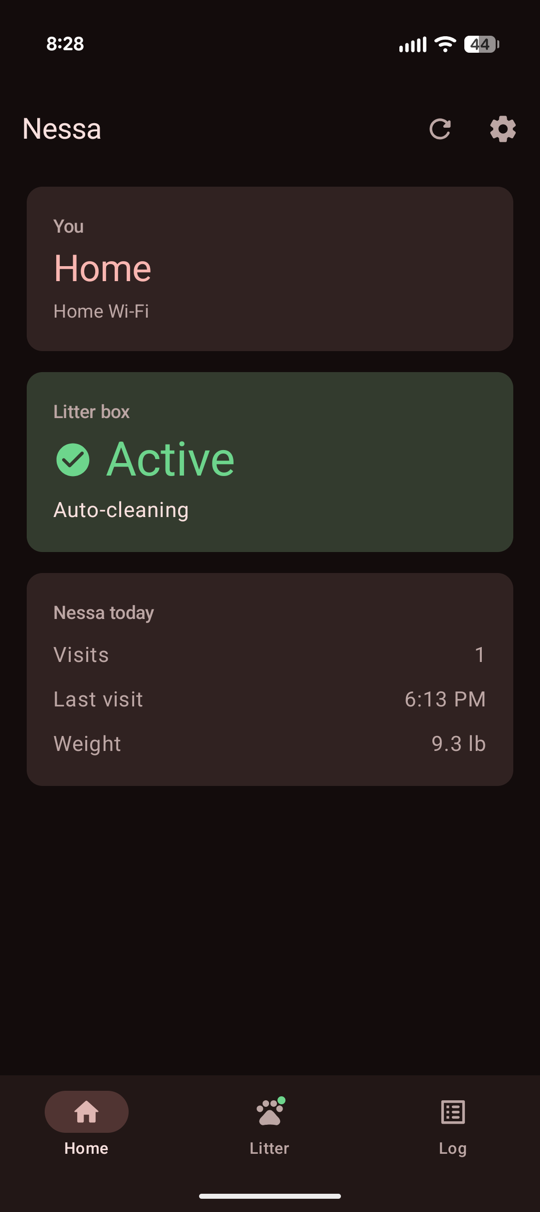 8:28
44
Nessa
You
Home
Home Wi-Fi
Litter box
Active
Auto-cleaning
Nessa today
Visits 1
Last visit 6:13 PM
Weight 9.3 lb
Home Litter Log